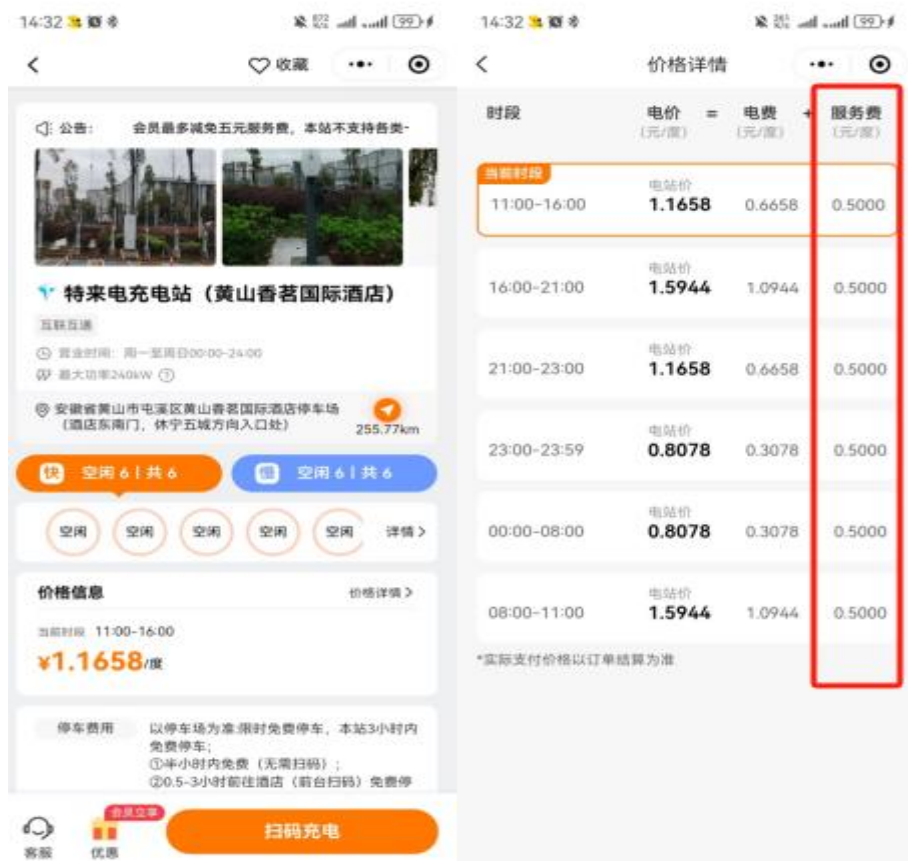 14:32
99
收藏
公告：
会员最多减免五元服务费，本站不支持各类-
特来电充电站（黄山香茗国际酒店）
互联互通
营业时间：周一至周日00:00-24:00
最大功率240kW
安徽省黄山市屯溪区黄山香茗国际酒店停车场
（酒店东南门，休宁五城方向入口处）
255.77km
快 空闲 6 | 共 6
慢 空闲 6 | 共 6
空闲 空闲 空闲 空闲 空闲 详情 >
价格信息 价格详情 >
当前时段 11:00-16:00
¥1.1658/度
停车费用 以停车场为准:限时免费停车，本站3小时内
免费停车；
①半小时内免费（无需扫码）；
②0.5-3小时前往酒店（前台扫码）免费停
客服
会员立享
优惠
扫码充电
14:32
99
价格详情
时段 电价 = 电费 + 服务费
（元/度） （元/度） （元/度）
当前时段
电站价
11:00-16:00 1.1658 0.6658 0.5000
电站价
16:00-21:00 1.5944 1.0944 0.5000
电站价
21:00-23:00 1.1658 0.6658 0.5000
电站价
23:00-23:59 0.8078 0.3078 0.5000
电站价
00:00-08:00 0.8078 0.3078 0.5000
电站价
08:00-11:00 1.5944 1.0944 0.5000
*实际支付价格以订单结算为准